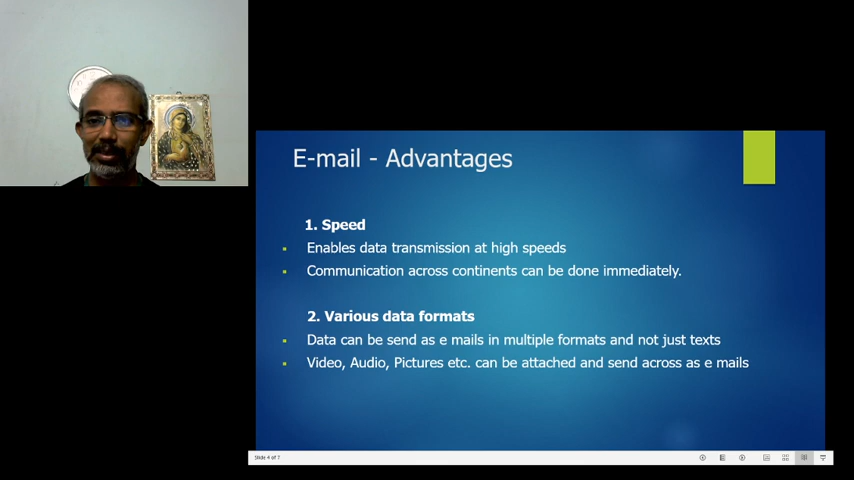 E-mail - Advantages
1. Speed
Enables data transmission at high speeds
Communication across continents can be done immediately.
2. Various data formats
Data can be send as e mails in multiple formats and not just texts
Video, Audio, Pictures etc. can be attached and send across as e mails
Slide 4 of 7